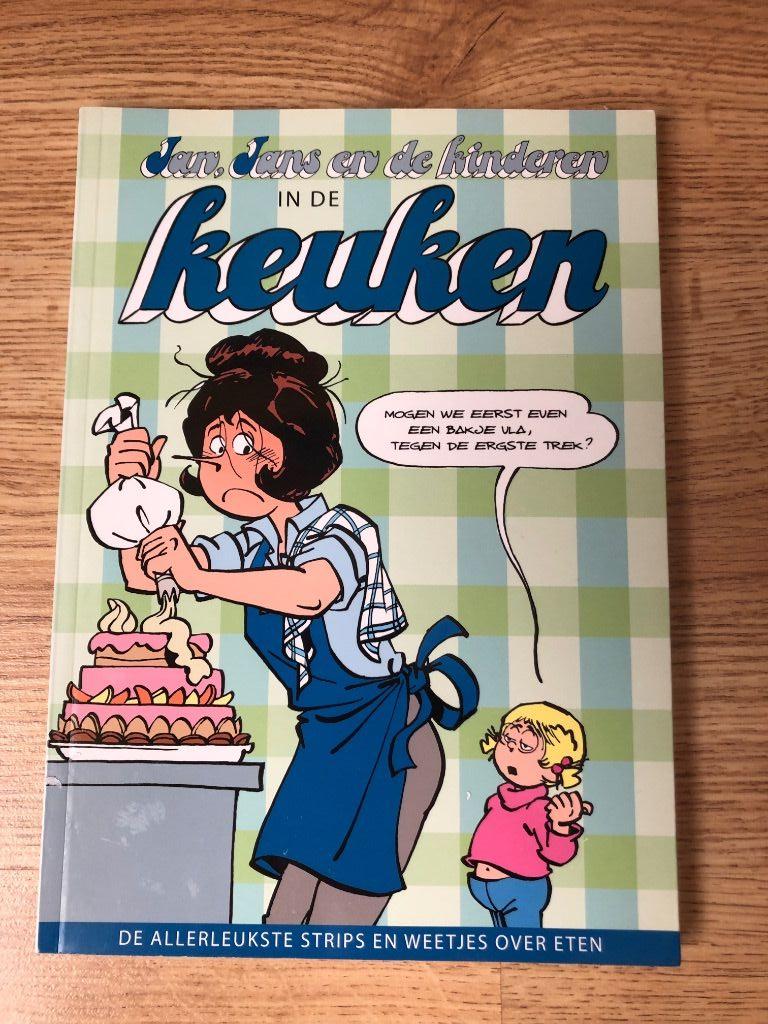 Jan, Jans en de kinderen
IN DE
keuken
MOGEN WE EERST EVEN
EEN BAKJE VLA,
TEGEN DE ERGSTE TREK?
DE ALLERLEUKSTE STRIPS EN WEETJES OVER ETEN